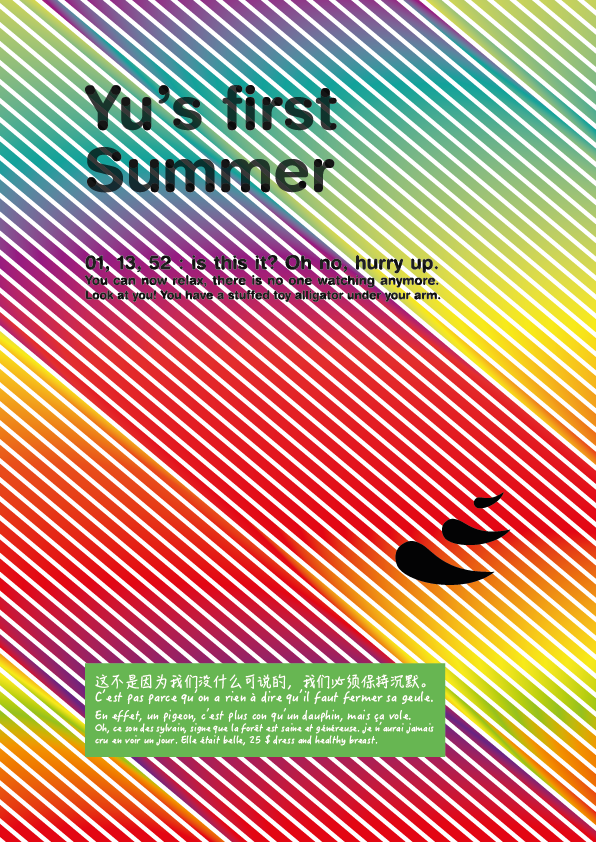 Yu's first
Summer
01, 13, 52 : is this it? Oh no, hurry up.
You can now relax, there is no one watching anymore.
Look at you! You have a stuffed toy alligator under your arm.
这不是因为我们没什么可说的，我们必须保持沉默。
C'est pas parce qu'on a rien à dire qu'il faut fermer sa geule.
En effet, un pigeon, c'est plus con qu'un dauphin, mais ça vole.
Oh, ce son des sylvain, signe que la forêt est saine et généreuse. je n'aurai jamais
cru en voir un jour. Elle était belle, 25 $ dress and healthy breast.